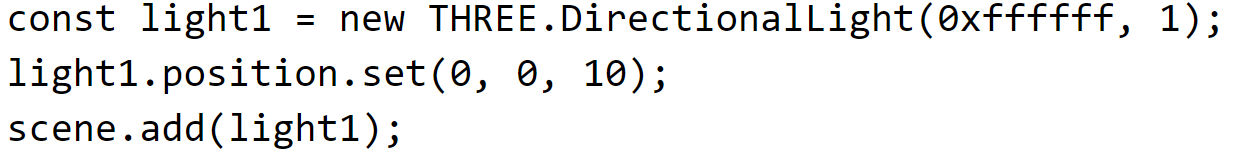 const light1 = new THREE.DirectionalLight(0xffffff, 1);
light1.position.set(0, 0, 10);
scene.add(light1);